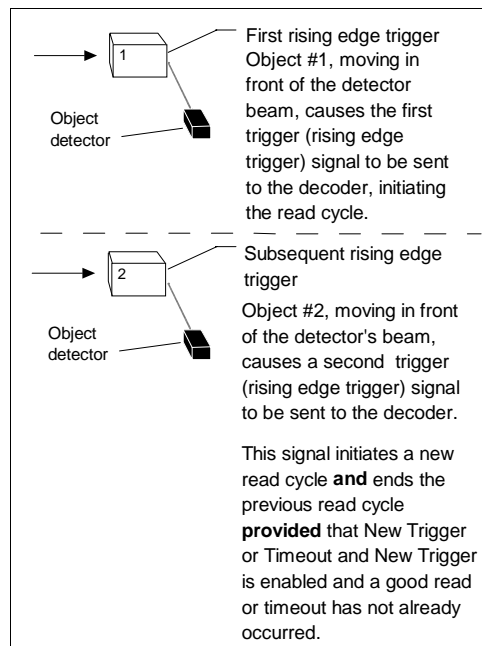 1
Object
detector
First rising edge trigger
Object #1, moving in
front of the detector
beam, causes the first
trigger (rising edge
trigger) signal to be sent
to the decoder, initiating
the read cycle.
2
Object
detector
Subsequent rising edge
trigger
Object #2, moving in front
of the detector's beam,
causes a second trigger
(rising edge trigger) signal
to be sent to the decoder.
This signal initiates a new
read cycle and ends the
previous read cycle
provided that New Trigger
or Timeout and New Trigger
is enabled and a good read
or timeout has not already
occurred.